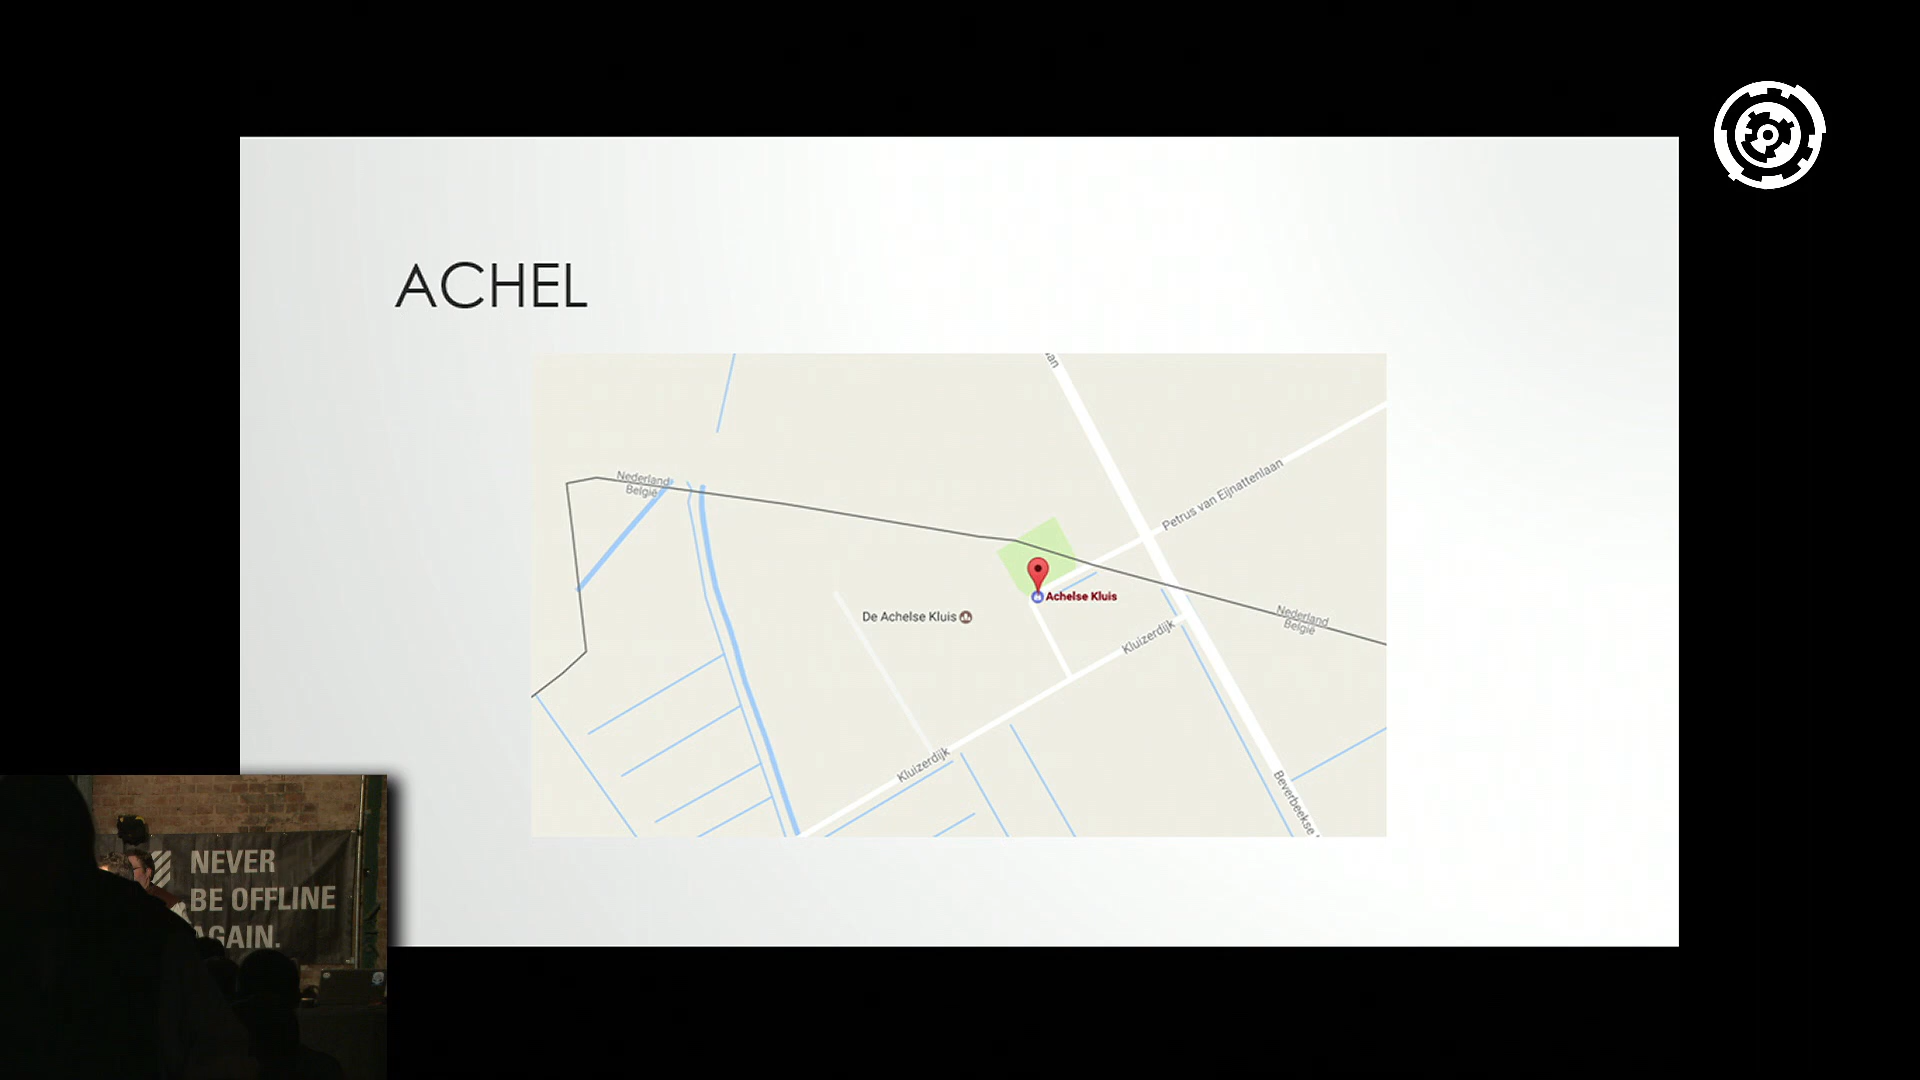 ACHEL
an
Petrus van Eijnattenlaan
Nederland
België
Achelse Kluis
De Achelse Kluis
Nederland
België
Kluizerdijk
Kluizerdijk
Beverbeekse
NEVER
BE OFFLINE
AGAIN.